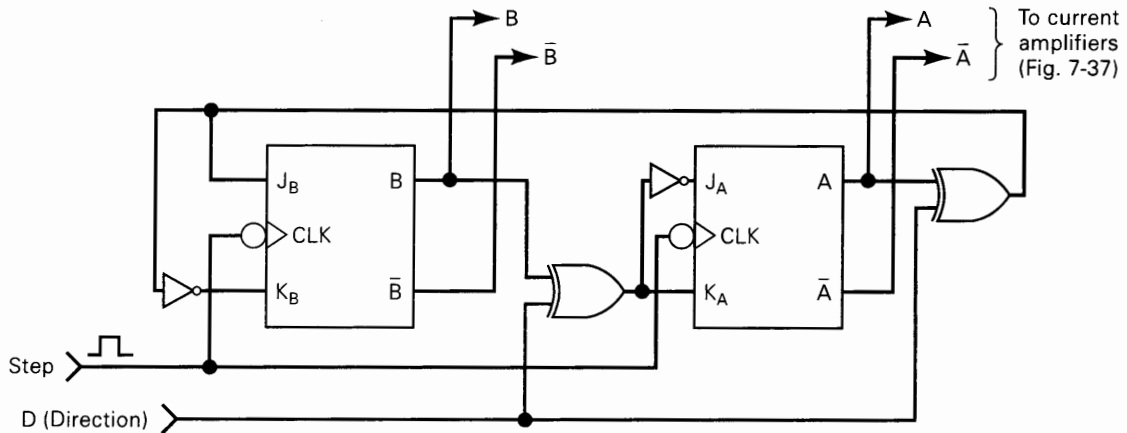 B
B̄
A
Ā
To current
amplifiers
(Fig. 7-37)
J_B
B
CLK
K_B
B̄
J_A
A
CLK
K_A
Ā
Step
D (Direction)